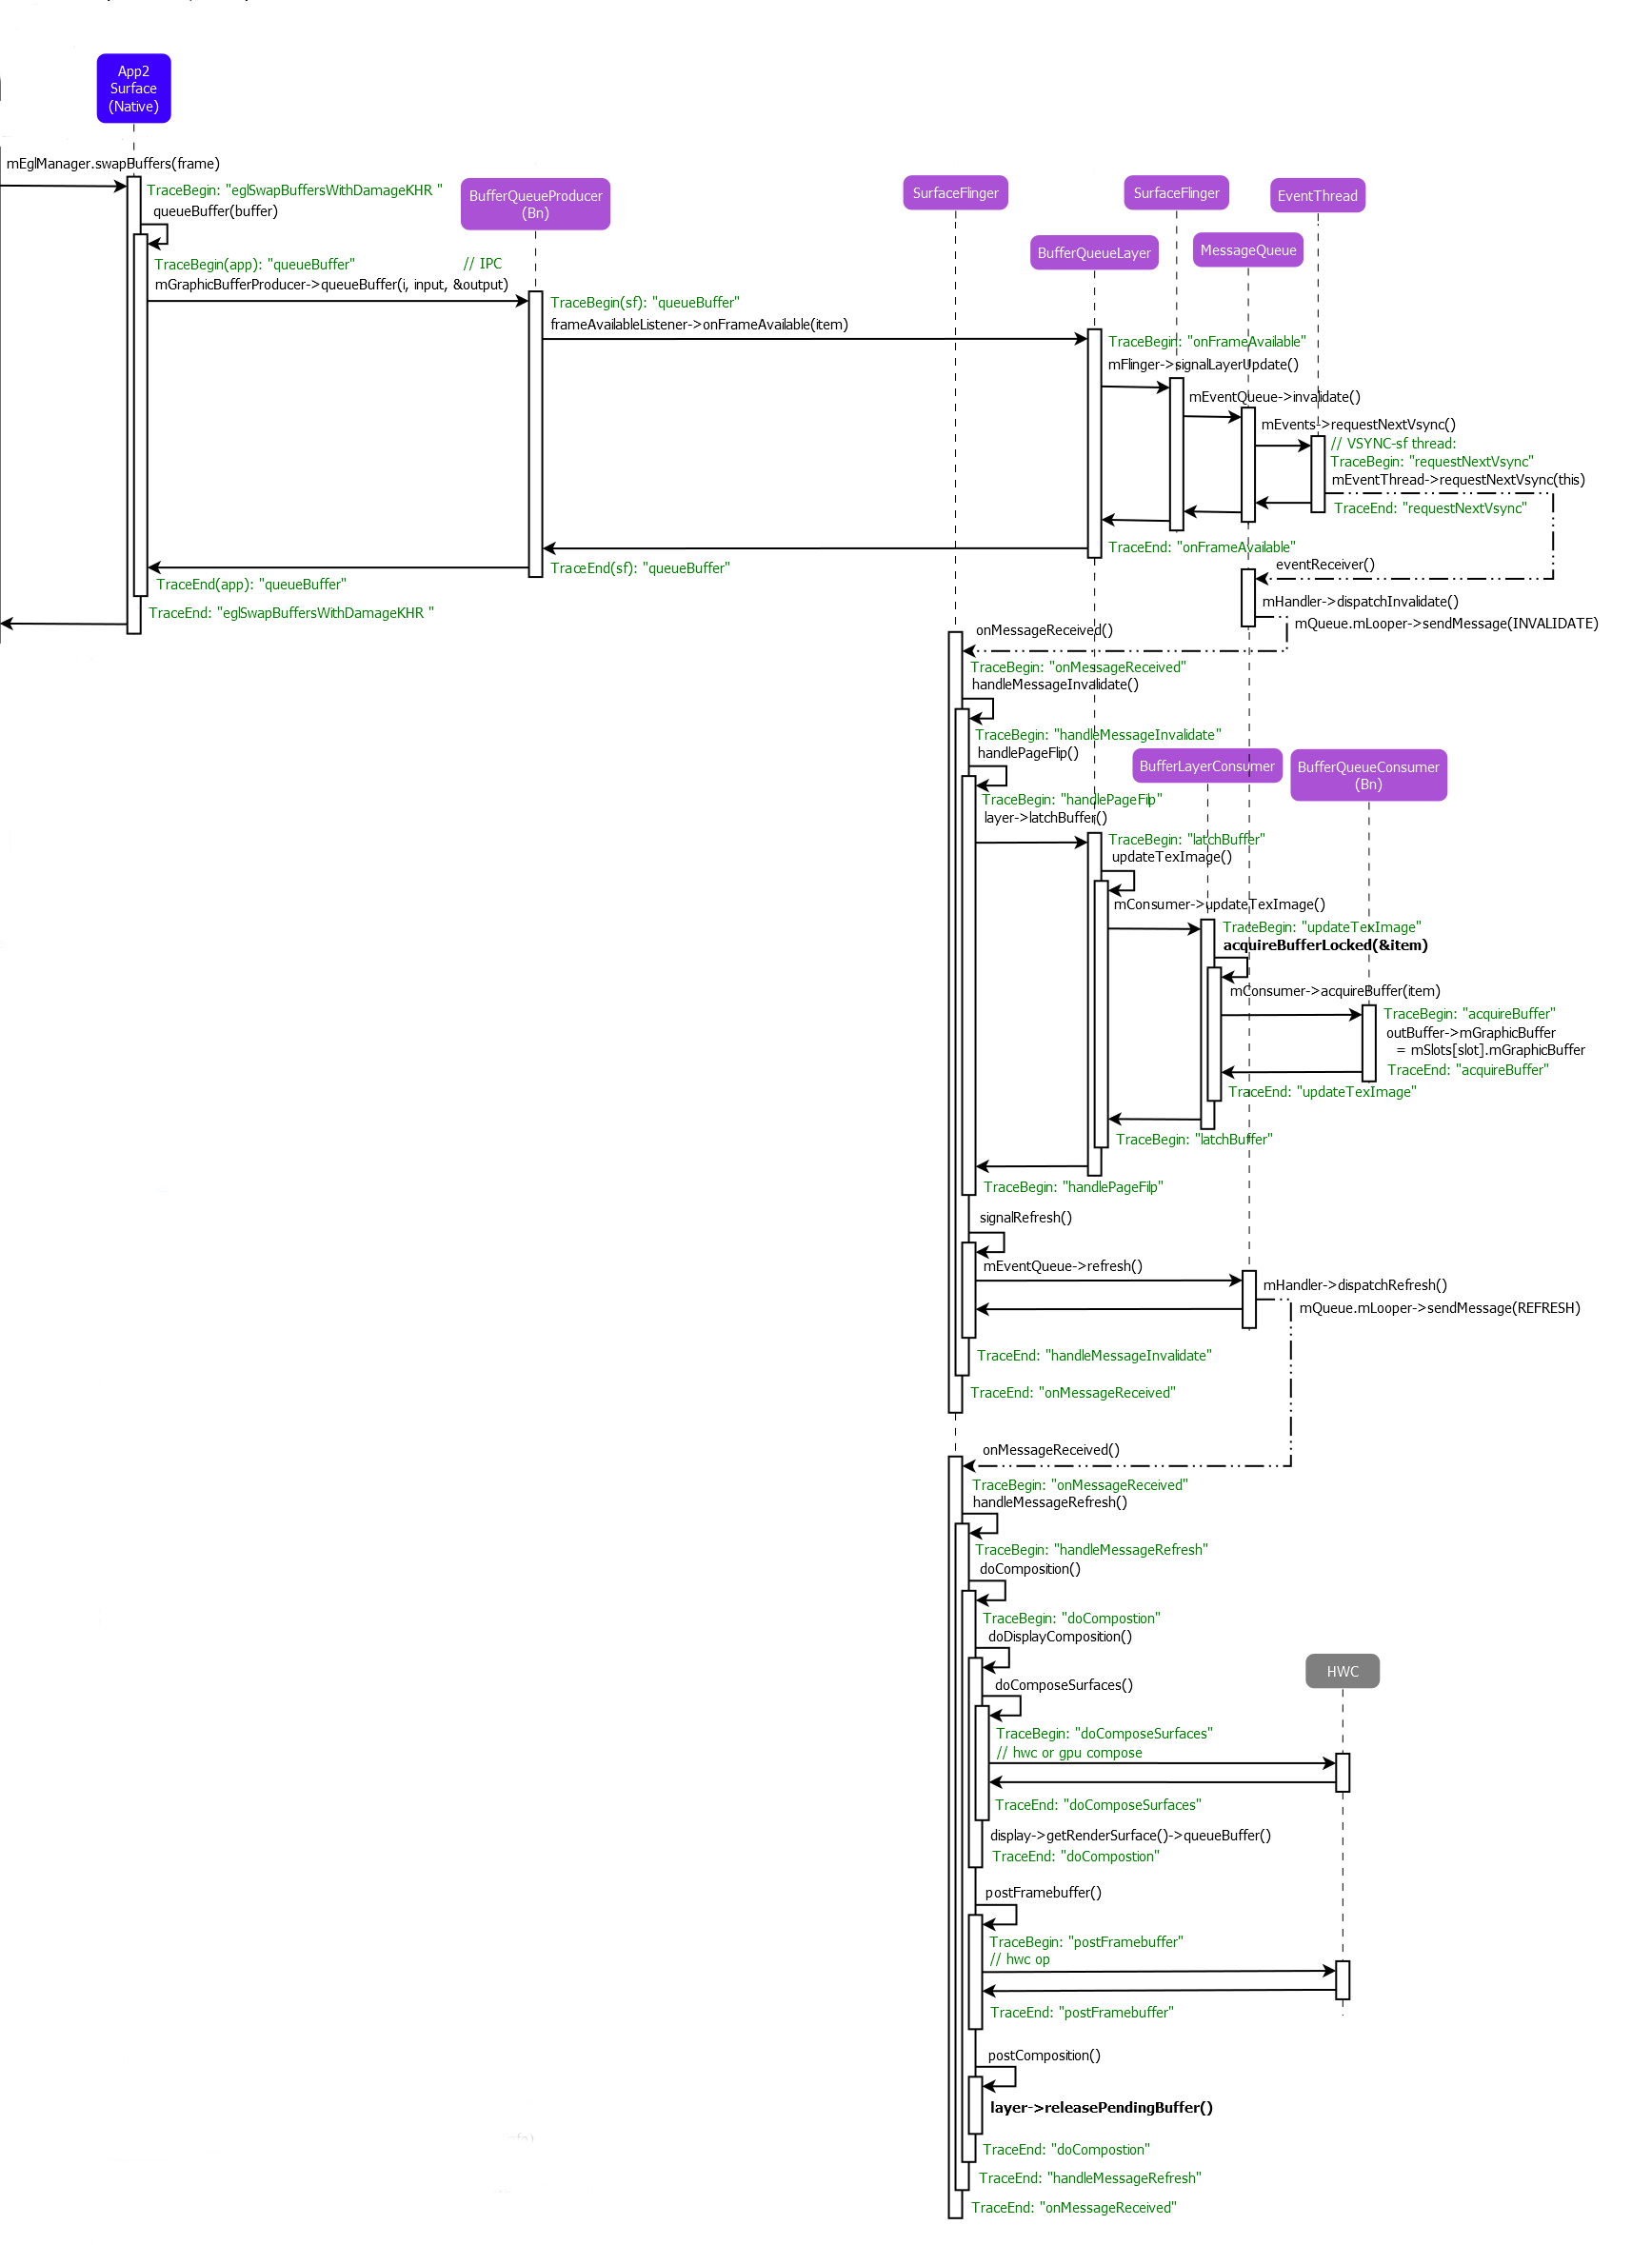 App2
Surface
(Native)
mEglManager.swapBuffers(frame)
TraceBegin: "eglSwapBuffersWithDamageKHR "
queueBuffer(buffer)
BufferQueueProducer
(Bn)
SurfaceFlinger
SurfaceFlinger
EventThread
BufferQueueLayer
MessageQueue
TraceBegin(app): "queueBuffer"
// IPC
mGraphicBufferProducer->queueBuffer(i, input, &output)
TraceBegin(sf): "queueBuffer"
frameAvailableListener->onFrameAvailable(item)
TraceBegin: "onFrameAvailable"
mFlinger->signalLayerUpdate()
mEventQueue->invalidate()
mEvents->requestNextVsync()
// VSYNC-sf thread:
TraceBegin: "requestNextVsync"
mEventThread->requestNextVsync(this)
TraceEnd: "requestNextVsync"
TraceEnd: "onFrameAvailable"
eventReceiver()
TraceEnd(sf): "queueBuffer"
TraceEnd(app): "queueBuffer"
mHandler->dispatchInvalidate()
TraceEnd: "eglSwapBuffersWithDamageKHR "
mQueue.mLooper->sendMessage(INVALIDATE)
onMessageReceived()
TraceBegin: "onMessageReceived"
handleMessageInvalidate()
TraceBegin: "handleMessageInvalidate"
handlePageFlip()
BufferLayerConsumer
BufferQueueConsumer
(Bn)
TraceBegin: "handlePageFilp"
layer->latchBuffer()
TraceBegin: "latchBuffer"
updateTexImage()
mConsumer->updateTexImage()
TraceBegin: "updateTexImage"
acquireBufferLocked(&item)
mConsumer->acquireBuffer(item)
TraceBegin: "acquireBuffer"
outBuffer->mGraphicBuffer
= mSlots[slot].mGraphicBuffer
TraceEnd: "acquireBuffer"
TraceEnd: "updateTexImage"
TraceBegin: "latchBuffer"
TraceBegin: "handlePageFilp"
signalRefresh()
mEventQueue->refresh()
mHandler->dispatchRefresh()
mQueue.mLooper->sendMessage(REFRESH)
TraceEnd: "handleMessageInvalidate"
TraceEnd: "onMessageReceived"
onMessageReceived()
TraceBegin: "onMessageReceived"
handleMessageRefresh()
TraceBegin: "handleMessageRefresh"
doComposition()
TraceBegin: "doCompostion"
doDisplayComposition()
HWC
doComposeSurfaces()
TraceBegin: "doComposeSurfaces"
// hwc or gpu compose
TraceEnd: "doComposeSurfaces"
display->getRenderSurface()->queueBuffer()
TraceEnd: "doCompostion"
postFramebuffer()
TraceBegin: "postFramebuffer"
// hwc op
TraceEnd: "postFramebuffer"
postComposition()
layer->releasePendingBuffer()
TraceEnd: "doCompostion"
TraceEnd: "handleMessageRefresh"
TraceEnd: "onMessageReceived"